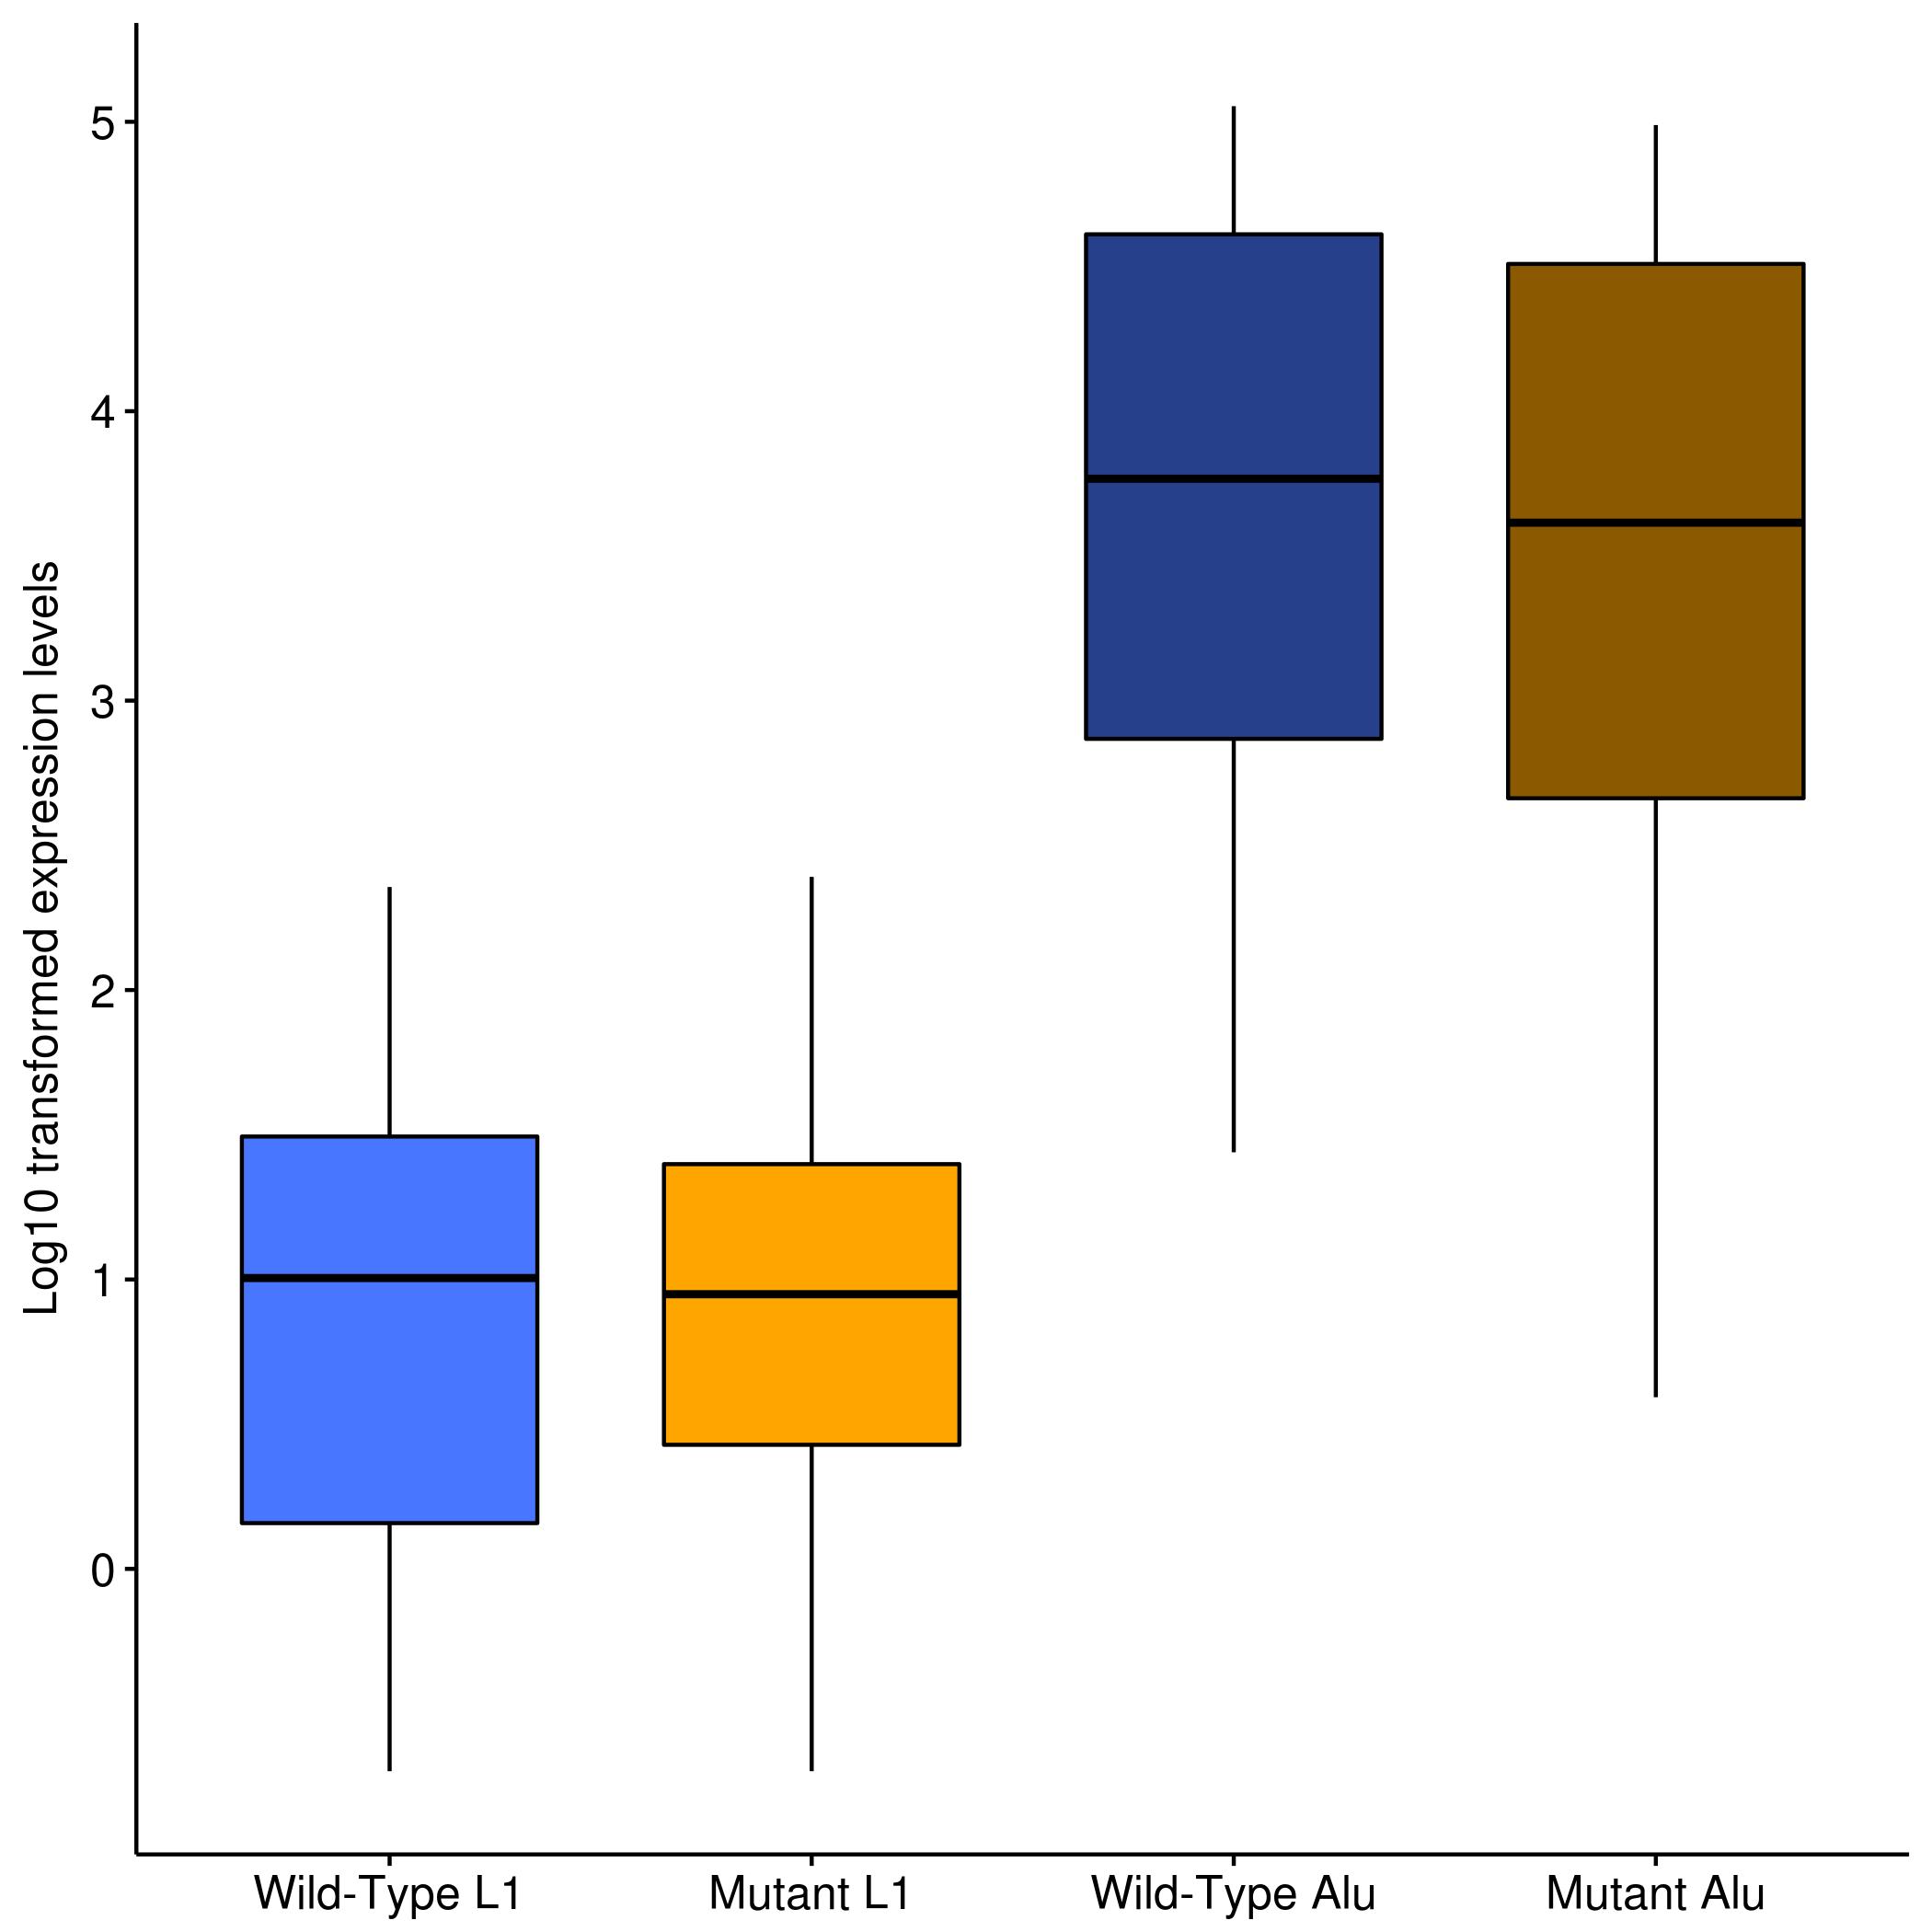 Log10 transformed expression levels
5
4
3
2
1
0
Wild-Type L1
Mutant L1
Wild-Type Alu
Mutant Alu